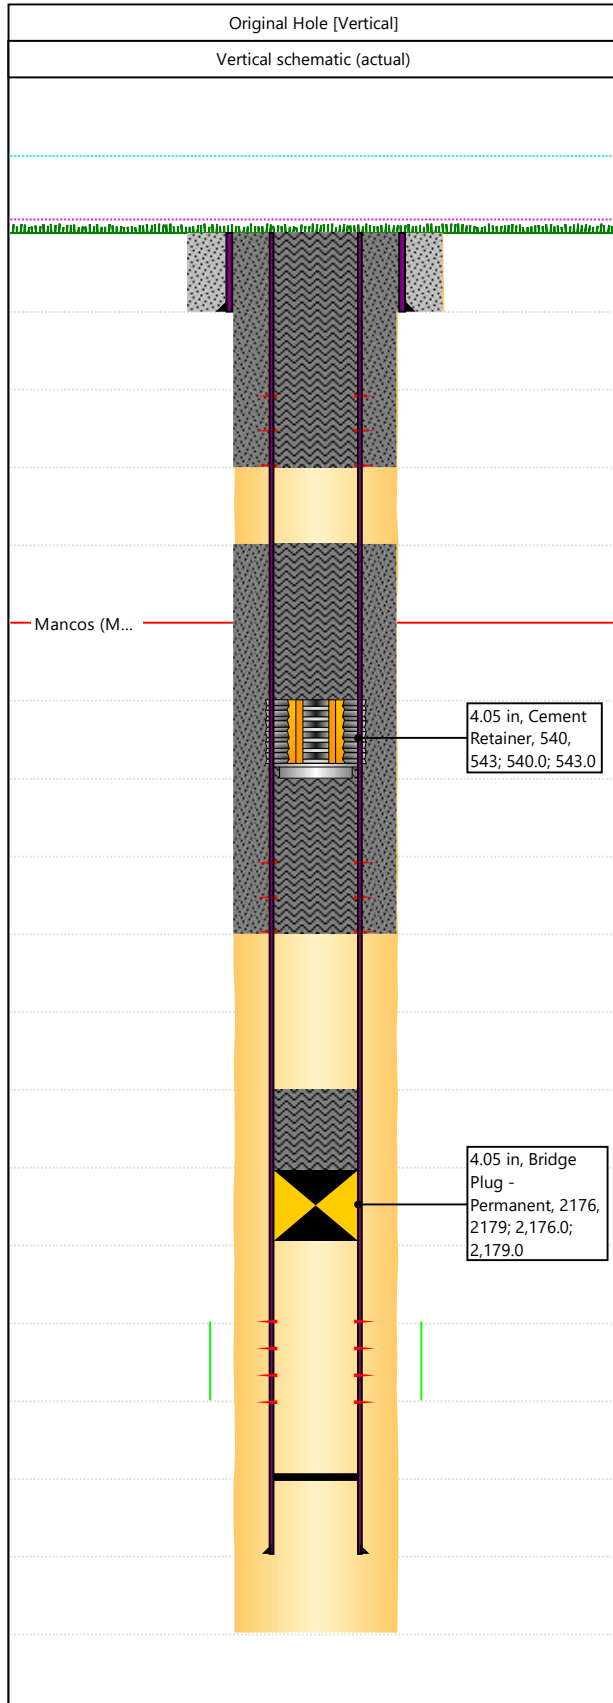 Original Hole [Vertical]
Vertical schematic (actual)
Mancos (M...
4.05 in, Cement
Retainer, 540,
543; 540.0; 543.0
4.05 in, Bridge
Plug -
Permanent, 2176,
2179; 2,176.0;
2,179.0